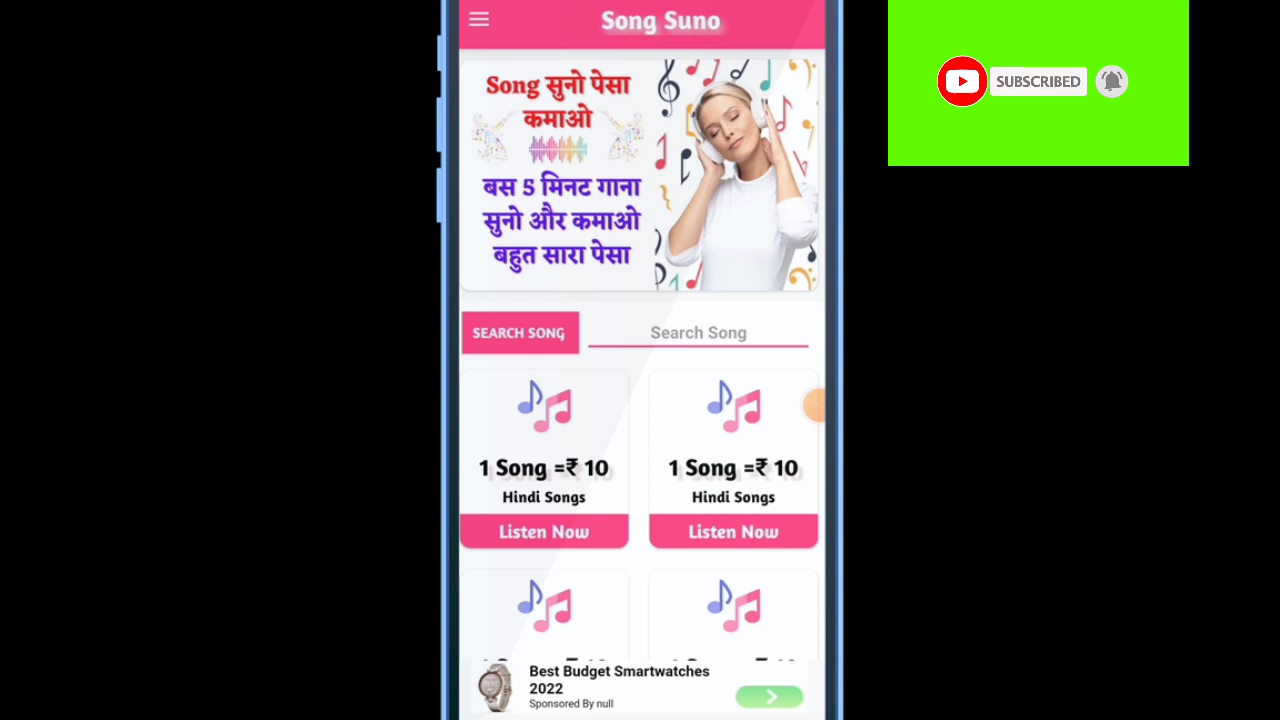 Song Suno
SUBSCRIBED
Song सुनो पेसा
कमाओ
बस 5 मिनट गाना
सुनो और कमाओ
बहुत सारा पेसा
SEARCH SONG
Search Song
1 Song =₹ 10
Hindi Songs
Listen Now
1 Song =₹ 10
Hindi Songs
Listen Now
Best Budget Smartwatches
2022
Sponsored By null